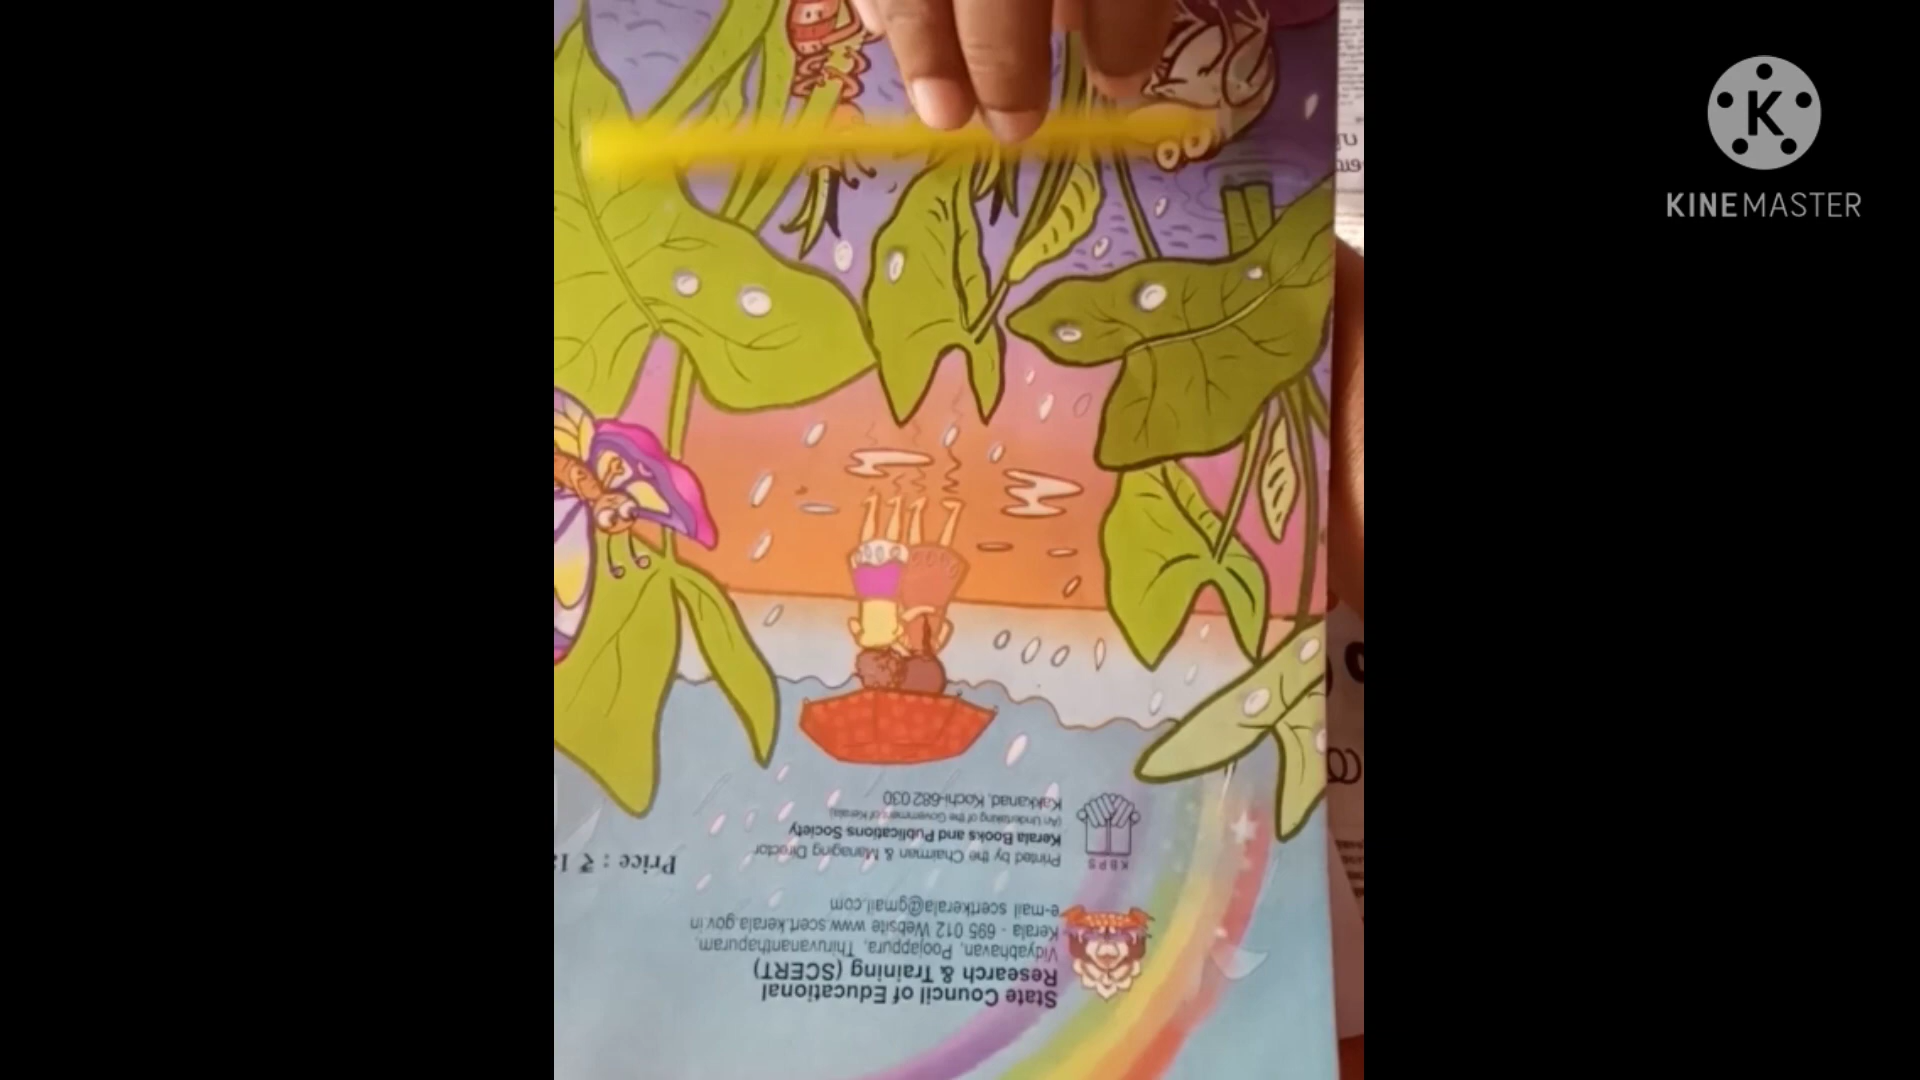 State Council of Educational
Research & Training (SCERT)
Vidyabhavan, Poojappura, Thiruvananthapuram,
Kerala - 695 012 Website www.scert.kerala.gov.in
e-mail scertkerala@gmail.com
KBPS
Printed by the Chairman & Managing Director
Kerala Books and Publications Society
(An Undertaking of the Government of Kerala)
Kakkanad, Kochi-682 030
Price : ₹
KINEMASTER